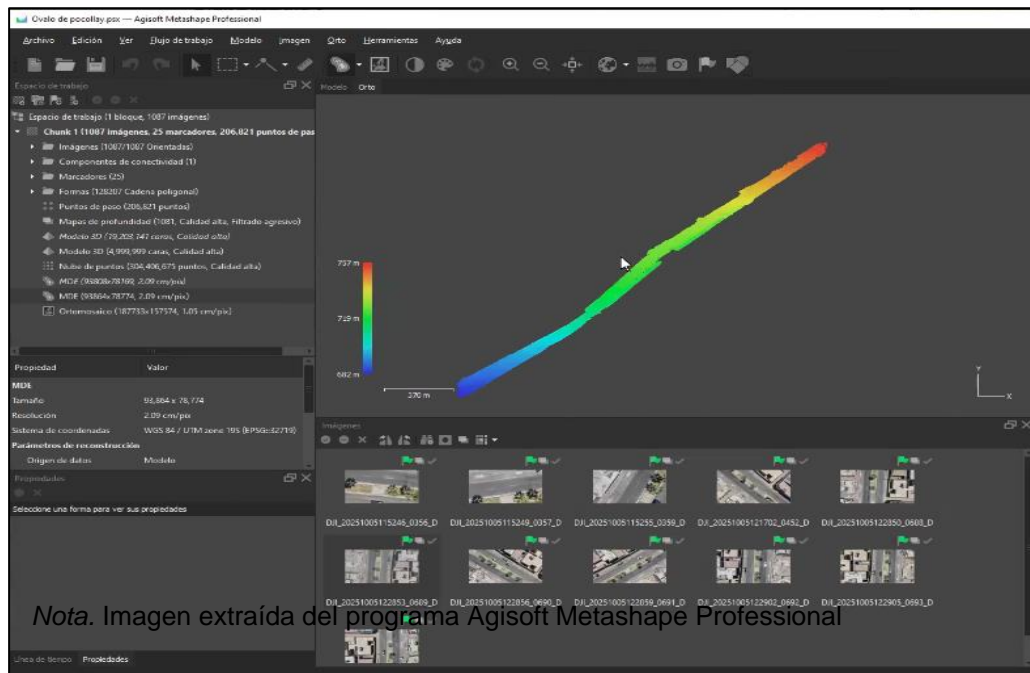 Ovalo de pocollay.psx — Agisoft Metashape Professional
Archivo Edición Ver Flujo de trabajo Modelo Imagen Orto Herramientas Ayuda
Espacio de trabajo
Espacio de trabajo (1 bloque, 1087 imágenes)
Chunk 1 (1087 imágenes, 25 marcadores, 206,821 puntos de pas
Imágenes (1087/1087 Orientadas)
Componentes de conectividad (1)
Marcadores (25)
Formas (128207 Cadena poligonal)
Puntos de paso (206,821 puntos)
Mapas de profundidad (1081, Calidad alta, Filtrado agresivo)
Modelo 3D (19,203,141 caras, Calidad alta)
Modelo 3D (4,999,999 caras, Calidad alta)
Nube de puntos (304,406,675 puntos, Calidad alta)
MDE (93808x78169, 2.09 cm/pix)
MDE (93864x78774, 2.09 cm/pix)
Ortomosaico (187733x157574, 1.05 cm/pix)
Propiedad Valor
MDE
Tamaño 93,864 x 78,774
Resolución 2.09 cm/pix
Sistema de coordenadas WGS 84 / UTM zone 19S (EPSG::32719)
Parámetros de reconstrucción
Origen de datos Modelo
Propiedades
Seleccione una forma para ver sus propiedades
Línea de tiempo Propiedades
Modelo Orto
757 m
719 m
682 m
270 m
Y
X
Imágenes
DJI_20251005115246_0356_D DJI_20251005115249_0357_D DJI_20251005115255_0359_D DJI_20251005121702_0452_D DJI_20251005122850_0688_D
DJI_20251005122853_0689_D DJI_20251005122856_0690_D DJI_20251005122859_0691_D DJI_20251005122902_0692_D DJI_20251005122905_0693_D
Nota. Imagen extraída del programa Agisoft Metashape Professional